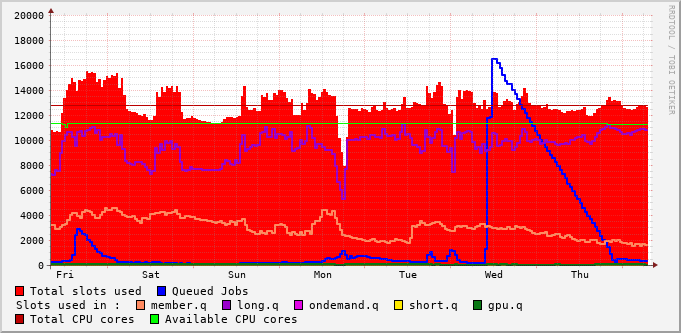 20000
18000
16000
14000
12000
10000
8000
6000
4000
2000
0
Fri Sat Sun Mon Tue Wed Thu
RRDTOOL / TOBI OETIKER
Total slots used Queued Jobs
Slots used in : member.q long.q ondemand.q short.q gpu.q
Total CPU cores Available CPU cores